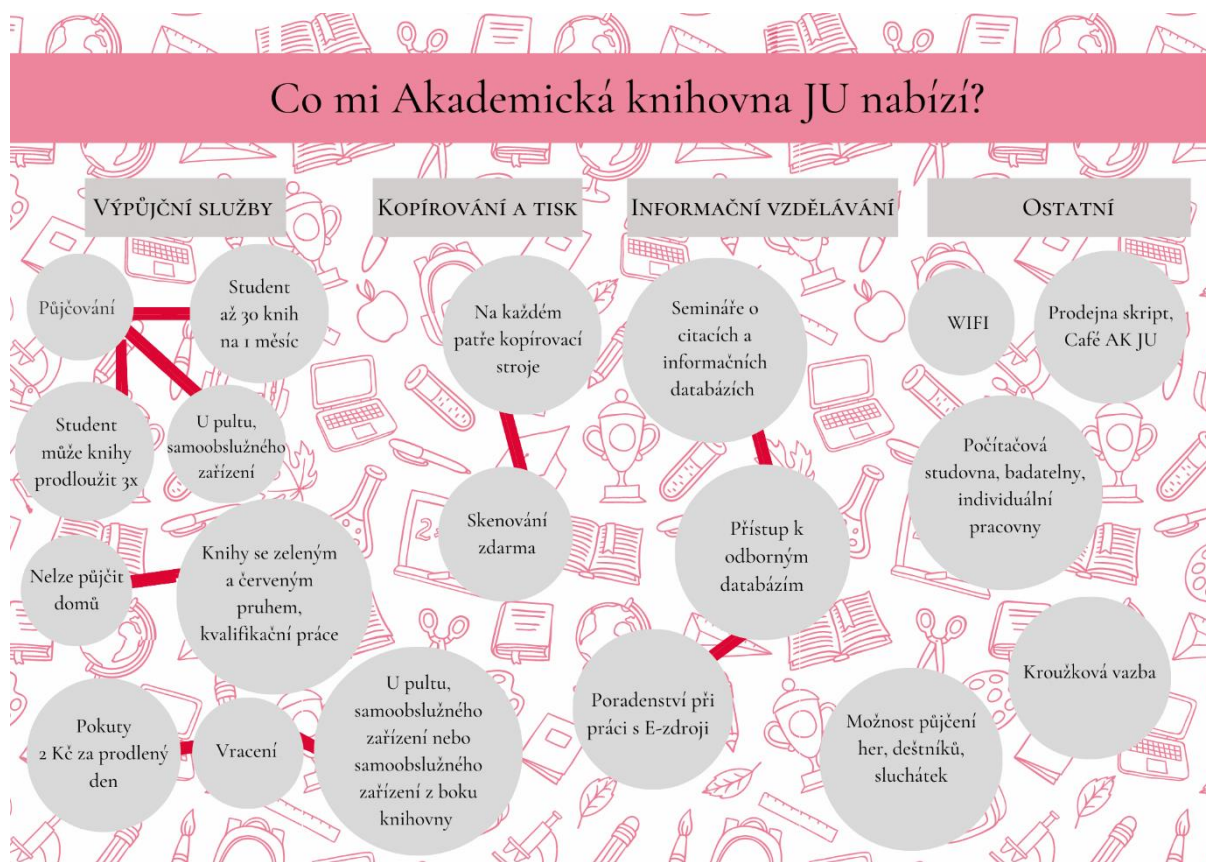 Co mi Akademická knihovna JU nabízí?
VÝPŮJČNÍ SLUŽBY
Půjčování
Student
až 30 knih
na 1 měsíc
Student
může knihy
prodloužit 3x
U pultu,
samoobslužného
zařízení
Nelze půjčit
domů
Knihy se zeleným
a červeným
pruhem,
kvalifikační práce
Pokuty
2 Kč za prodlený
den
Vracení
U pultu,
samoobslužného
zařízení nebo
samoobslužného
zařízení z boku
knihovny
KOPÍROVÁNÍ A TISK
Na každém
patře kopírovací
stroje
Skenování
zdarma
INFORMAČNÍ VZDĚLÁVÁNÍ
Semináře o
citacích a
informačních
databázích
Přístup k
odborným
databázím
Poradenství při
práci s E-zdroji
OSTATNÍ
WIFI
Prodejna skript,
Café AK JU
Počítačová
studovna, badatelny,
individuální
pracovny
Kroužková vazba
Možnost půjčení
her, deštníků,
sluchátek